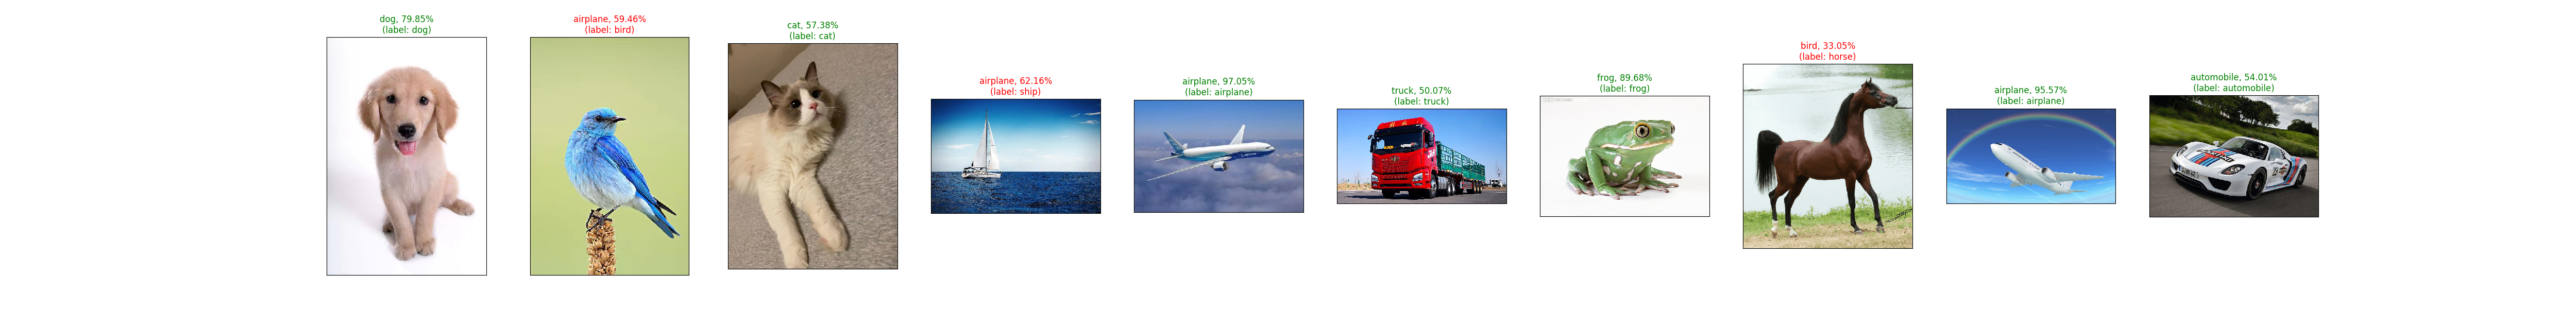 dog, 79.85%
(label: dog)
airplane, 59.46%
(label: bird)
cat, 57.38%
(label: cat)
airplane, 62.16%
(label: ship)
airplane, 97.05%
(label: airplane)
truck, 50.07%
(label: truck)
frog, 89.68%
(label: frog)
bird, 33.05%
(label: horse)
airplane, 95.57%
(label: airplane)
automobile, 54.01%
(label: automobile)